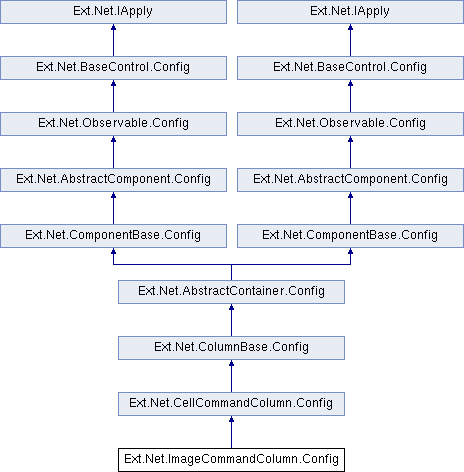 Ext.Net.IApply Ext.Net.IApply
Ext.Net.BaseControl.Config Ext.Net.BaseControl.Config
Ext.Net.Observable.Config Ext.Net.Observable.Config
Ext.Net.AbstractComponent.Config Ext.Net.AbstractComponent.Config
Ext.Net.ComponentBase.Config Ext.Net.ComponentBase.Config
Ext.Net.AbstractContainer.Config
Ext.Net.ColumnBase.Config
Ext.Net.CellCommandColumn.Config
Ext.Net.ImageCommandColumn.Config